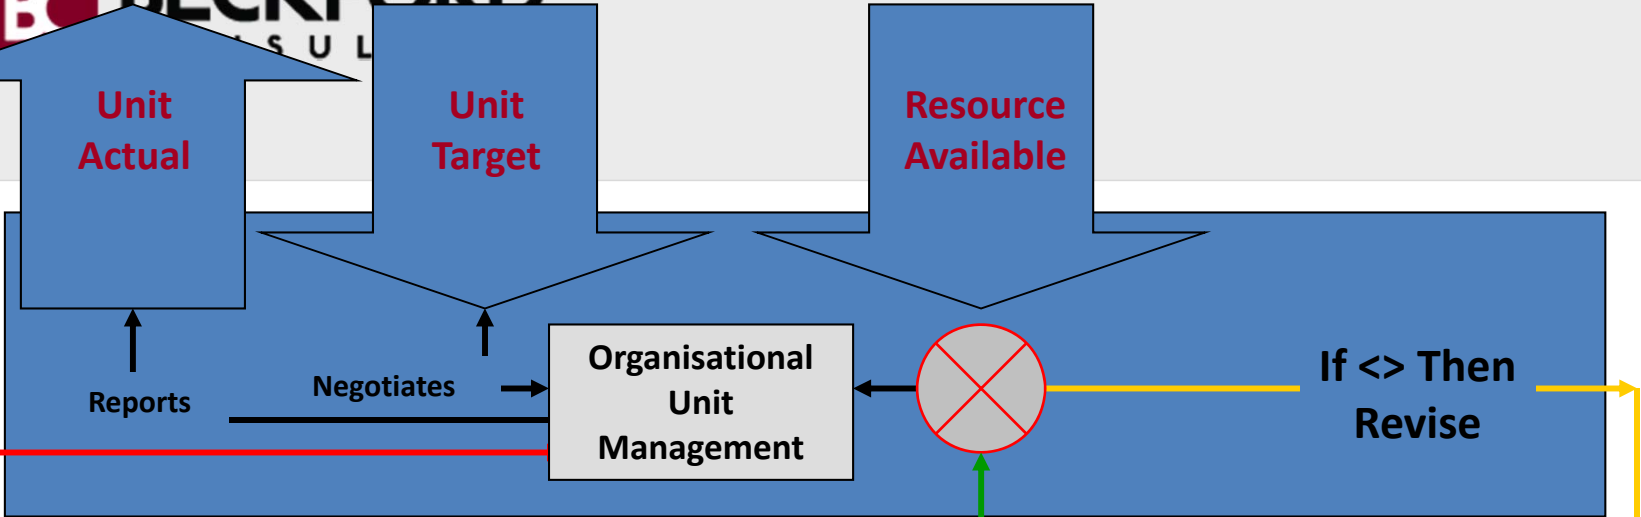 Unit
Actual
Unit
Target
Resource
Available
Reports
Negotiates
Organisational
Unit
Management
If <> Then
Revise